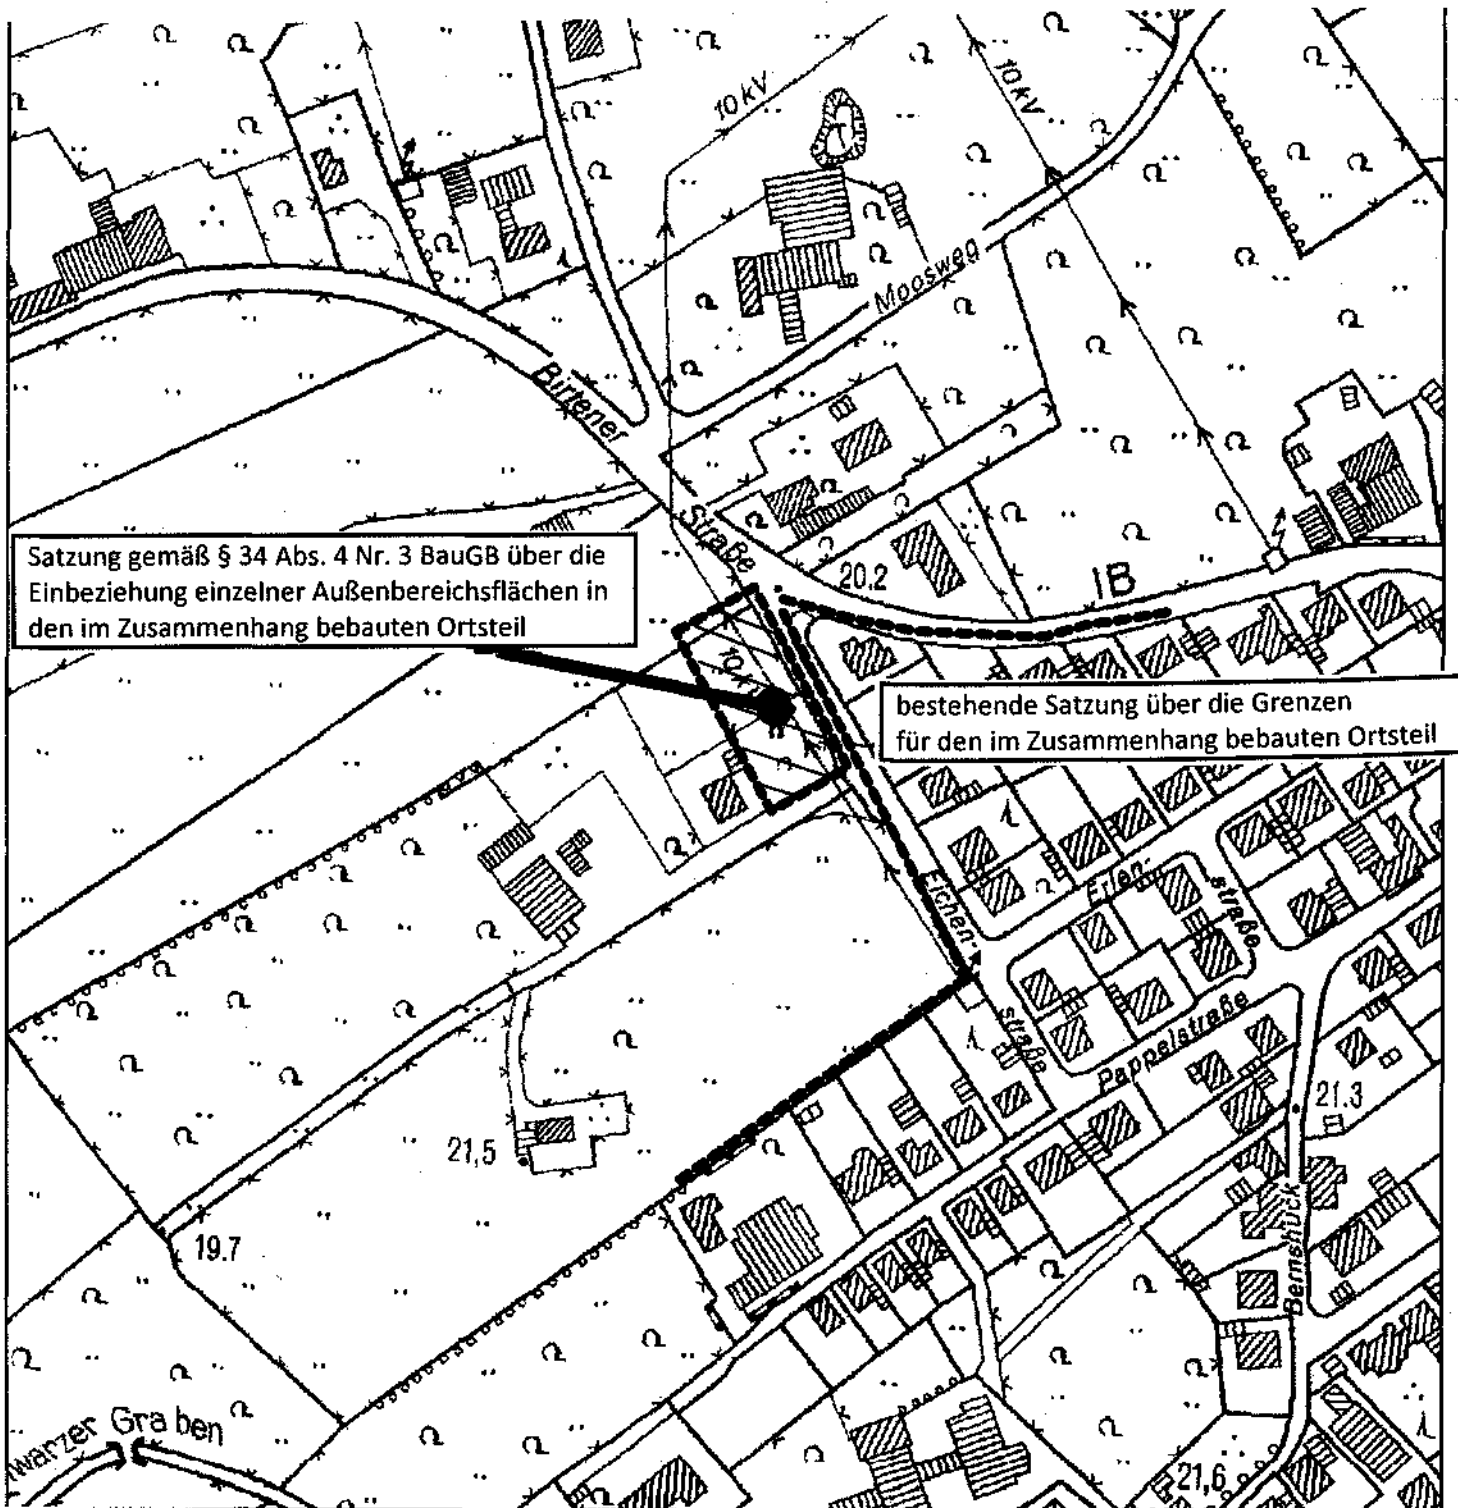 10 kV
10 kV
Moosweg
Birtener
Straße
Satzung gemäß § 34 Abs. 4 Nr. 3 BauGB über die
Einbeziehung einzelner Außenbereichsflächen in
den im Zusammenhang bebauten Ortsteil
20.2
IB
bestehende Satzung über die Grenzen
für den im Zusammenhang bebauten Ortsteil
Eichen-
straße
Erlen-
straße
Pappelstraße
21.3
21,5
19.7
Bernshuck
warzer Graben
21,6